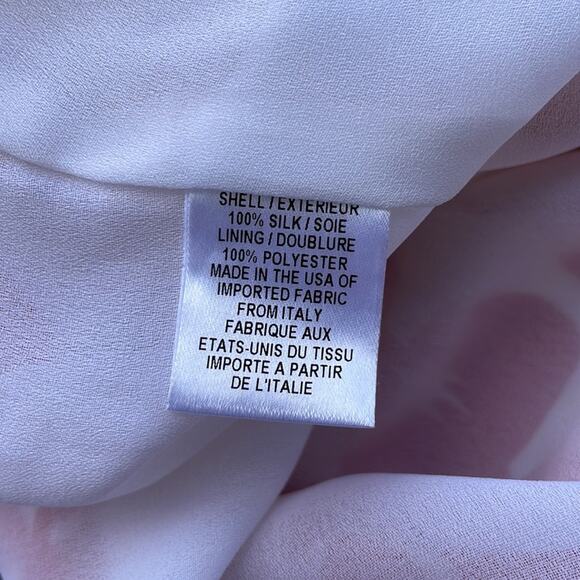 SHELL / EXTERIEUR
100% SILK / SOIE
LINING / DOUBLURE
100% POLYESTER
MADE IN THE USA OF
IMPORTED FABRIC
FROM ITALY
FABRIQUE AUX
ETATS-UNIS DU TISSU
IMPORTE A PARTIR
DE L'ITALIE